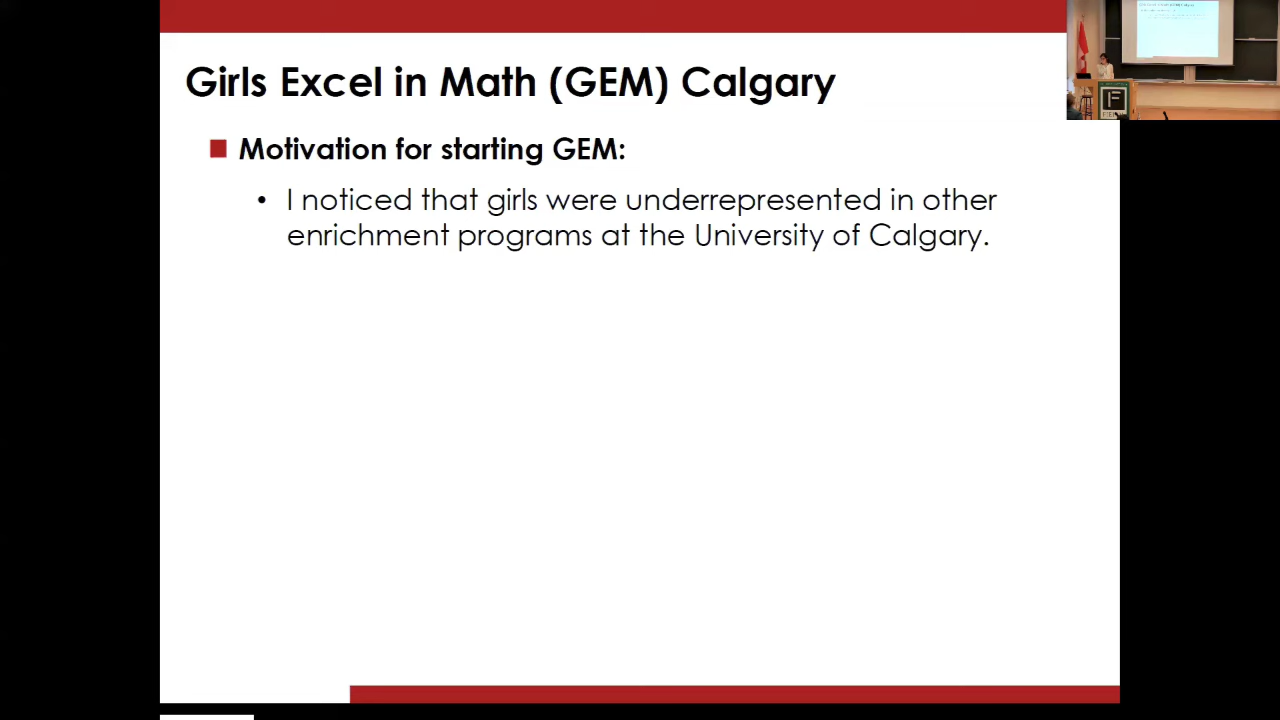 Girls Excel in Math (GEM) Calgary
Motivation for starting GEM:
• I noticed that girls were underrepresented in other
enrichment programs at the University of Calgary.